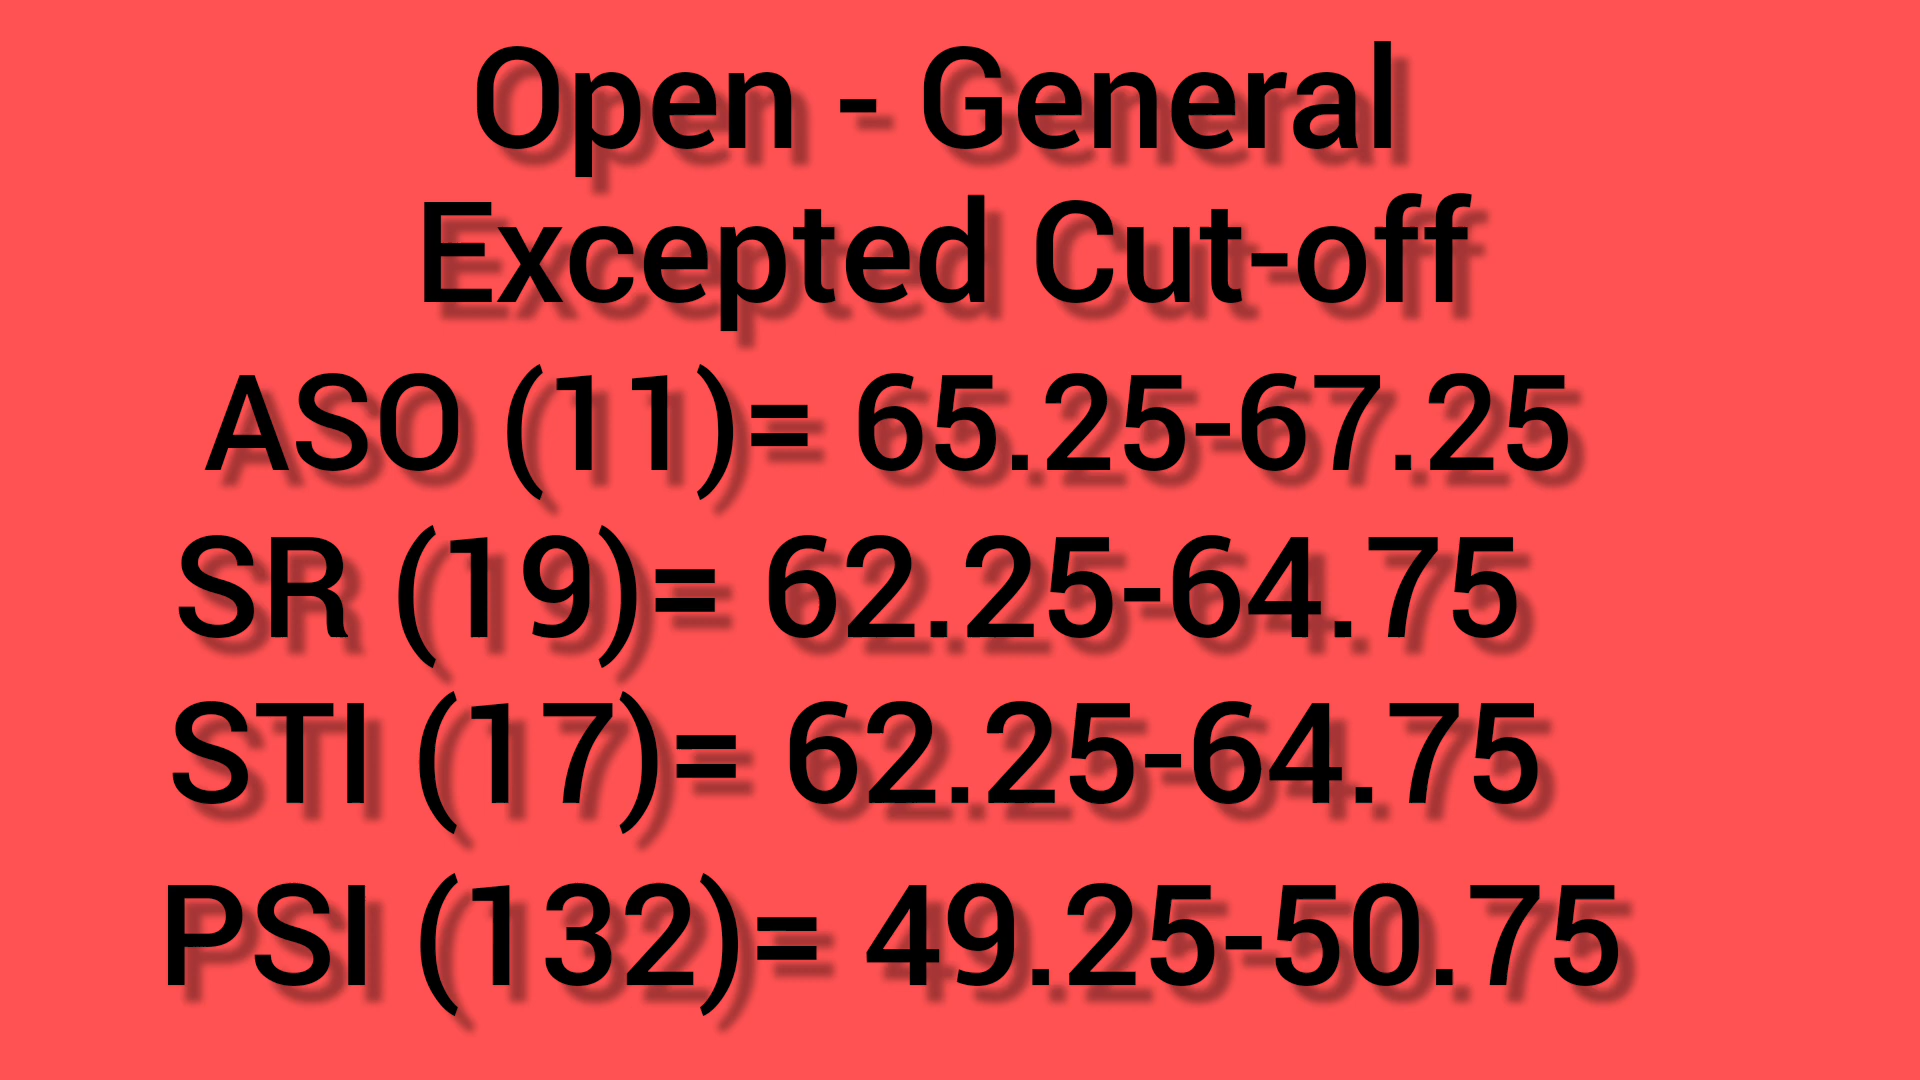 Open - General
Excepted Cut-off
ASO (11)= 65.25-67.25
SR (19)= 62.25-64.75
STI (17)= 62.25-64.75
PSI (132)= 49.25-50.75